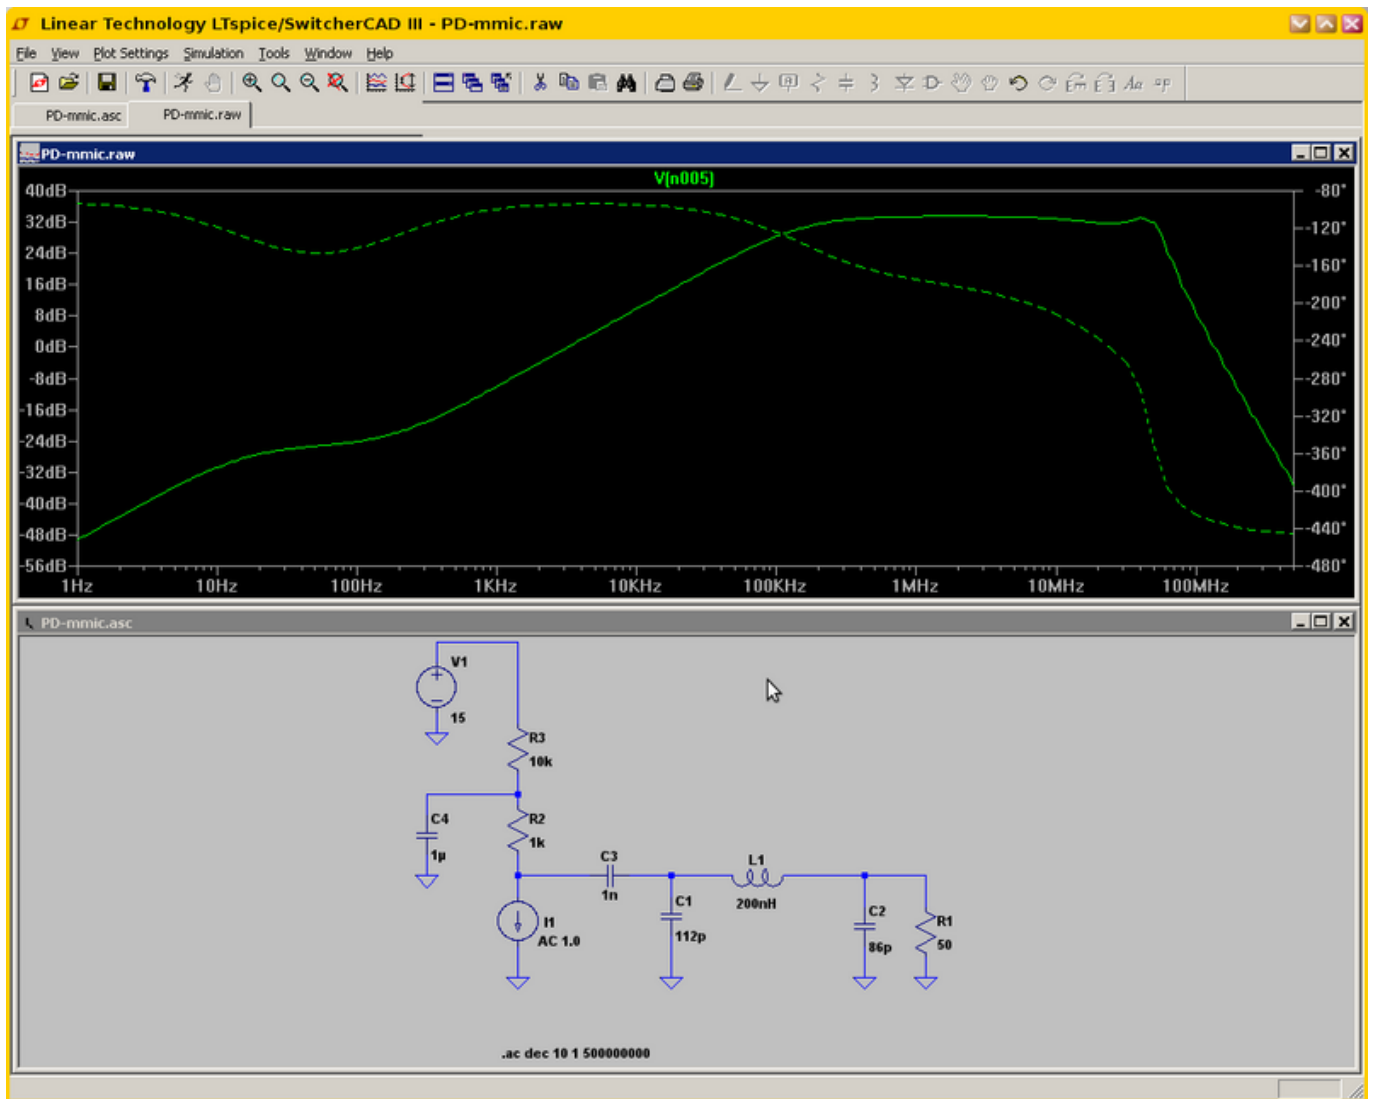 Linear Technology LTspice/SwitcherCAD III - PD-mmic.raw
File View Plot Settings Simulation Tools Window Help
PD-mmic.asc PD-mmic.raw
PD-mmic.raw
V(n005)
40dB -80°
32dB -120°
24dB -160°
16dB -200°
8dB -240°
0dB -280°
-8dB -320°
-16dB -360°
-24dB -400°
-32dB -440°
-40dB -480°
-48dB
-56dB
1Hz 10Hz 100Hz 1KHz 10KHz 100KHz 1MHz 10MHz 100MHz
PD-mmic.asc
V1
15
R3
10k
C4
1µ
R2
1k
C3
1n
L1
200nH
C1
112p
C2
86p
R1
50
I1
AC 1.0
.ac dec 10 1 500000000